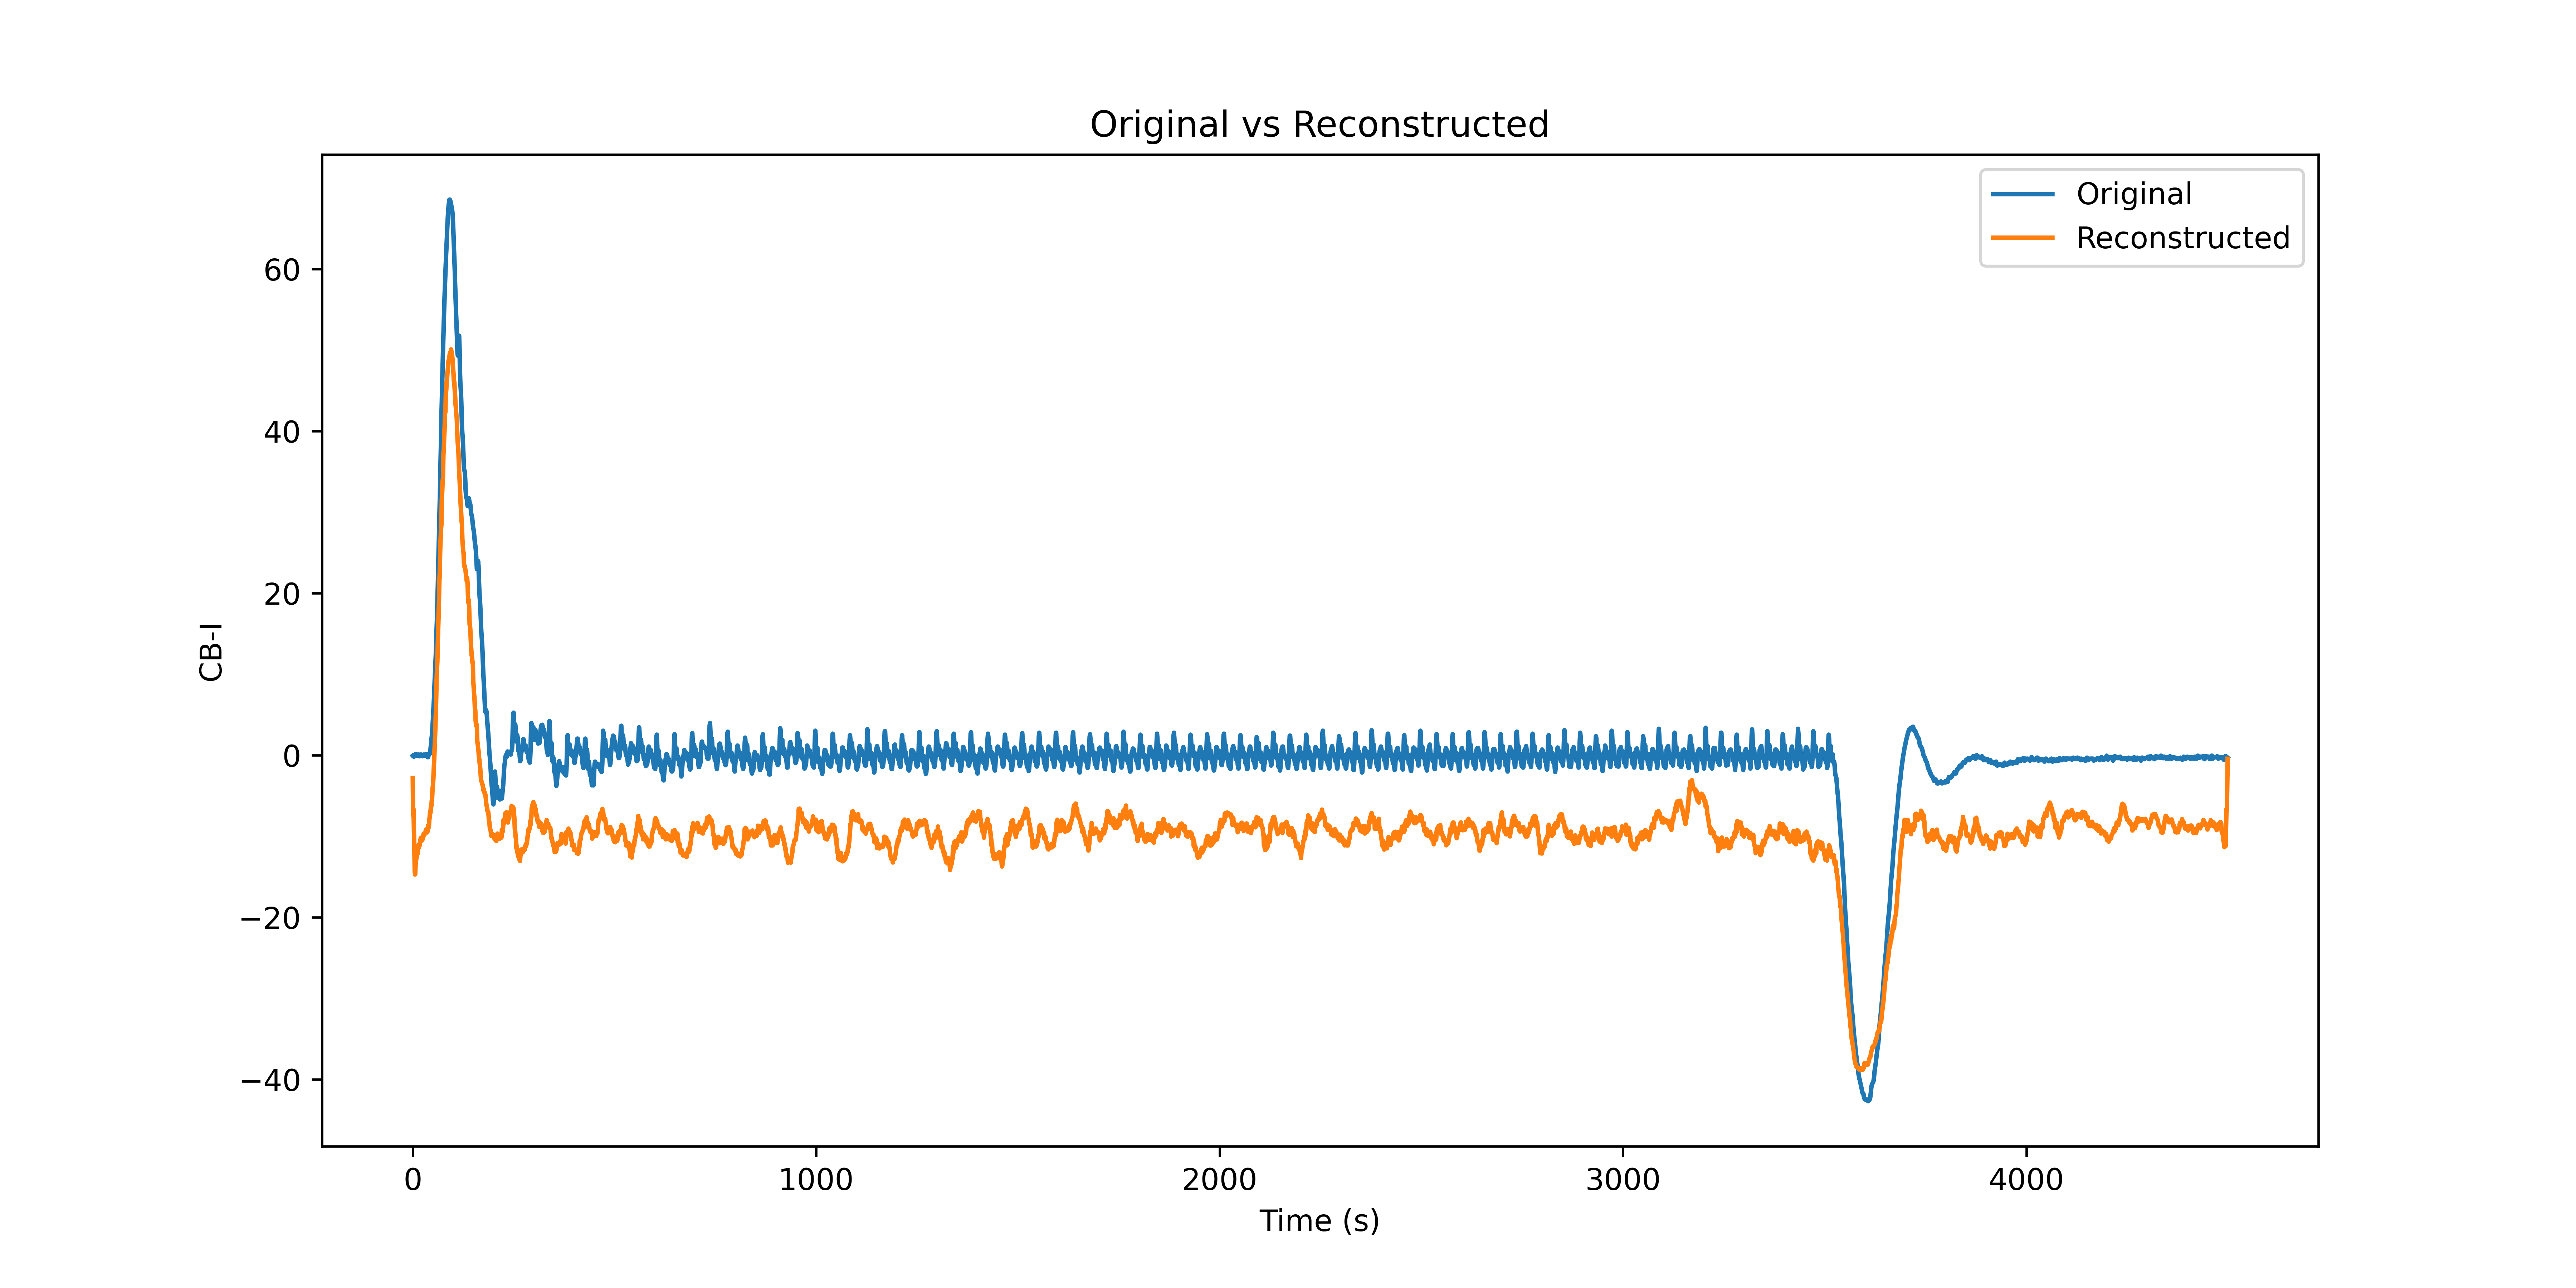 Original vs Reconstructed
Original
Reconstructed
60
40
20
0
−20
−40
CB-I
0
1000
2000
3000
4000
Time (s)